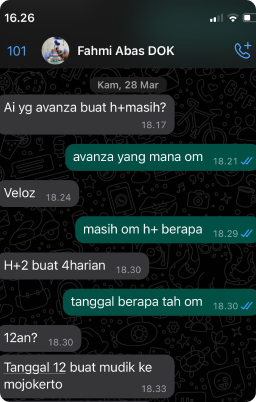 16.26
101
Fahmi Abas DOK
Kam, 28 Mar
Ai yg avanza buat h+masih?
18.17
avanza yang mana om
18.21
Veloz
18.24
masih om h+ berapa
18.29
H+2 buat 4harian
18.30
tanggal berapa tah om
18.30
12an?
18.30
Tanggal 12 buat mudik ke
mojokerto
18.33